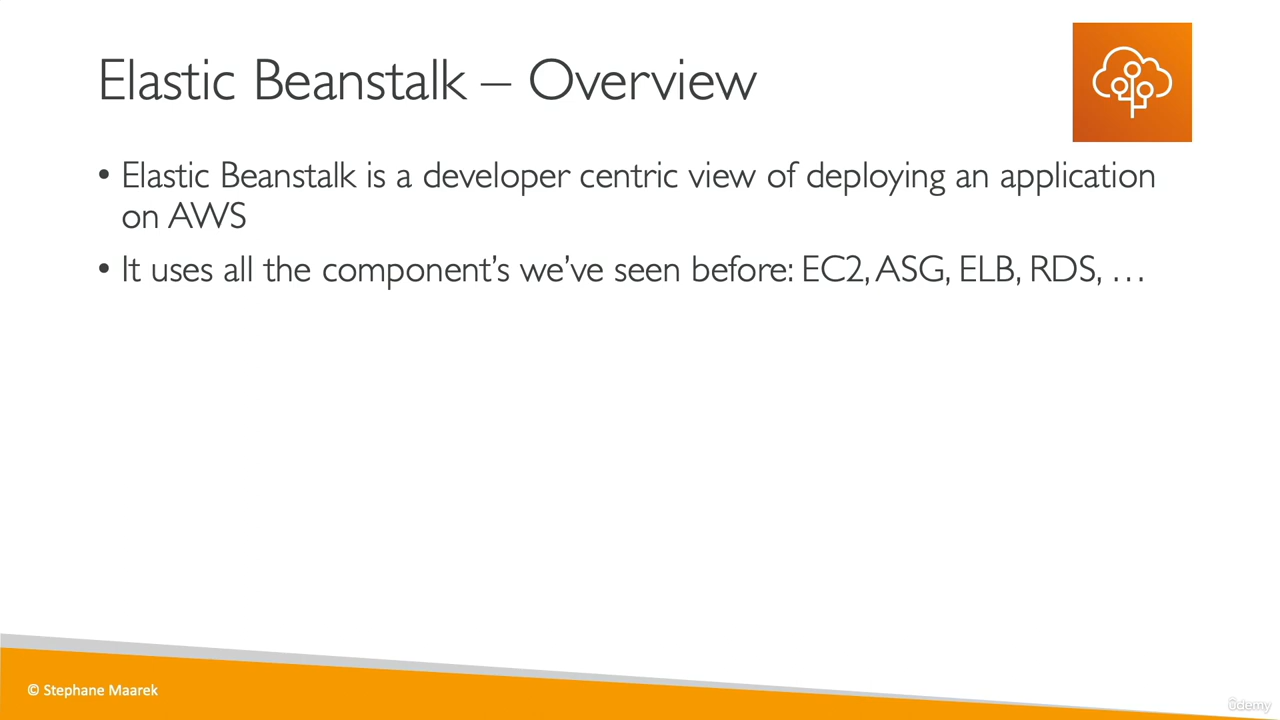 Elastic Beanstalk – Overview
• Elastic Beanstalk is a developer centric view of deploying an application
on AWS
• It uses all the component’s we’ve seen before: EC2, ASG, ELB, RDS, …
© Stephane Maarek
ûdemy